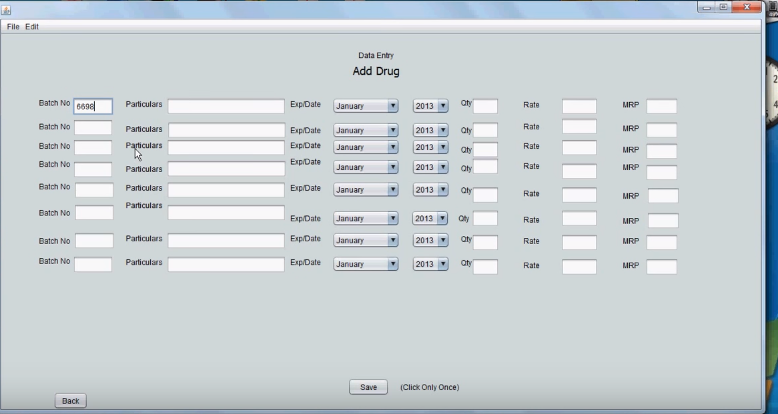 File Edit
Data Entry
Add Drug
Batch No 6698 Particulars Exp/Date January 2013 Qty Rate MRP
Batch No Particulars Exp/Date January 2013 Qty Rate MRP
Batch No Particulars Exp/Date January 2013 Qty Rate MRP
Batch No Particulars Exp/Date January 2013 Qty Rate MRP
Batch No Particulars Exp/Date January 2013 Qty Rate MRP
Batch No Particulars Exp/Date January 2013 Qty Rate MRP
Batch No Particulars Exp/Date January 2013 Qty Rate MRP
Batch No Particulars Exp/Date January 2013 Qty Rate MRP
Save (Click Only Once)
Back